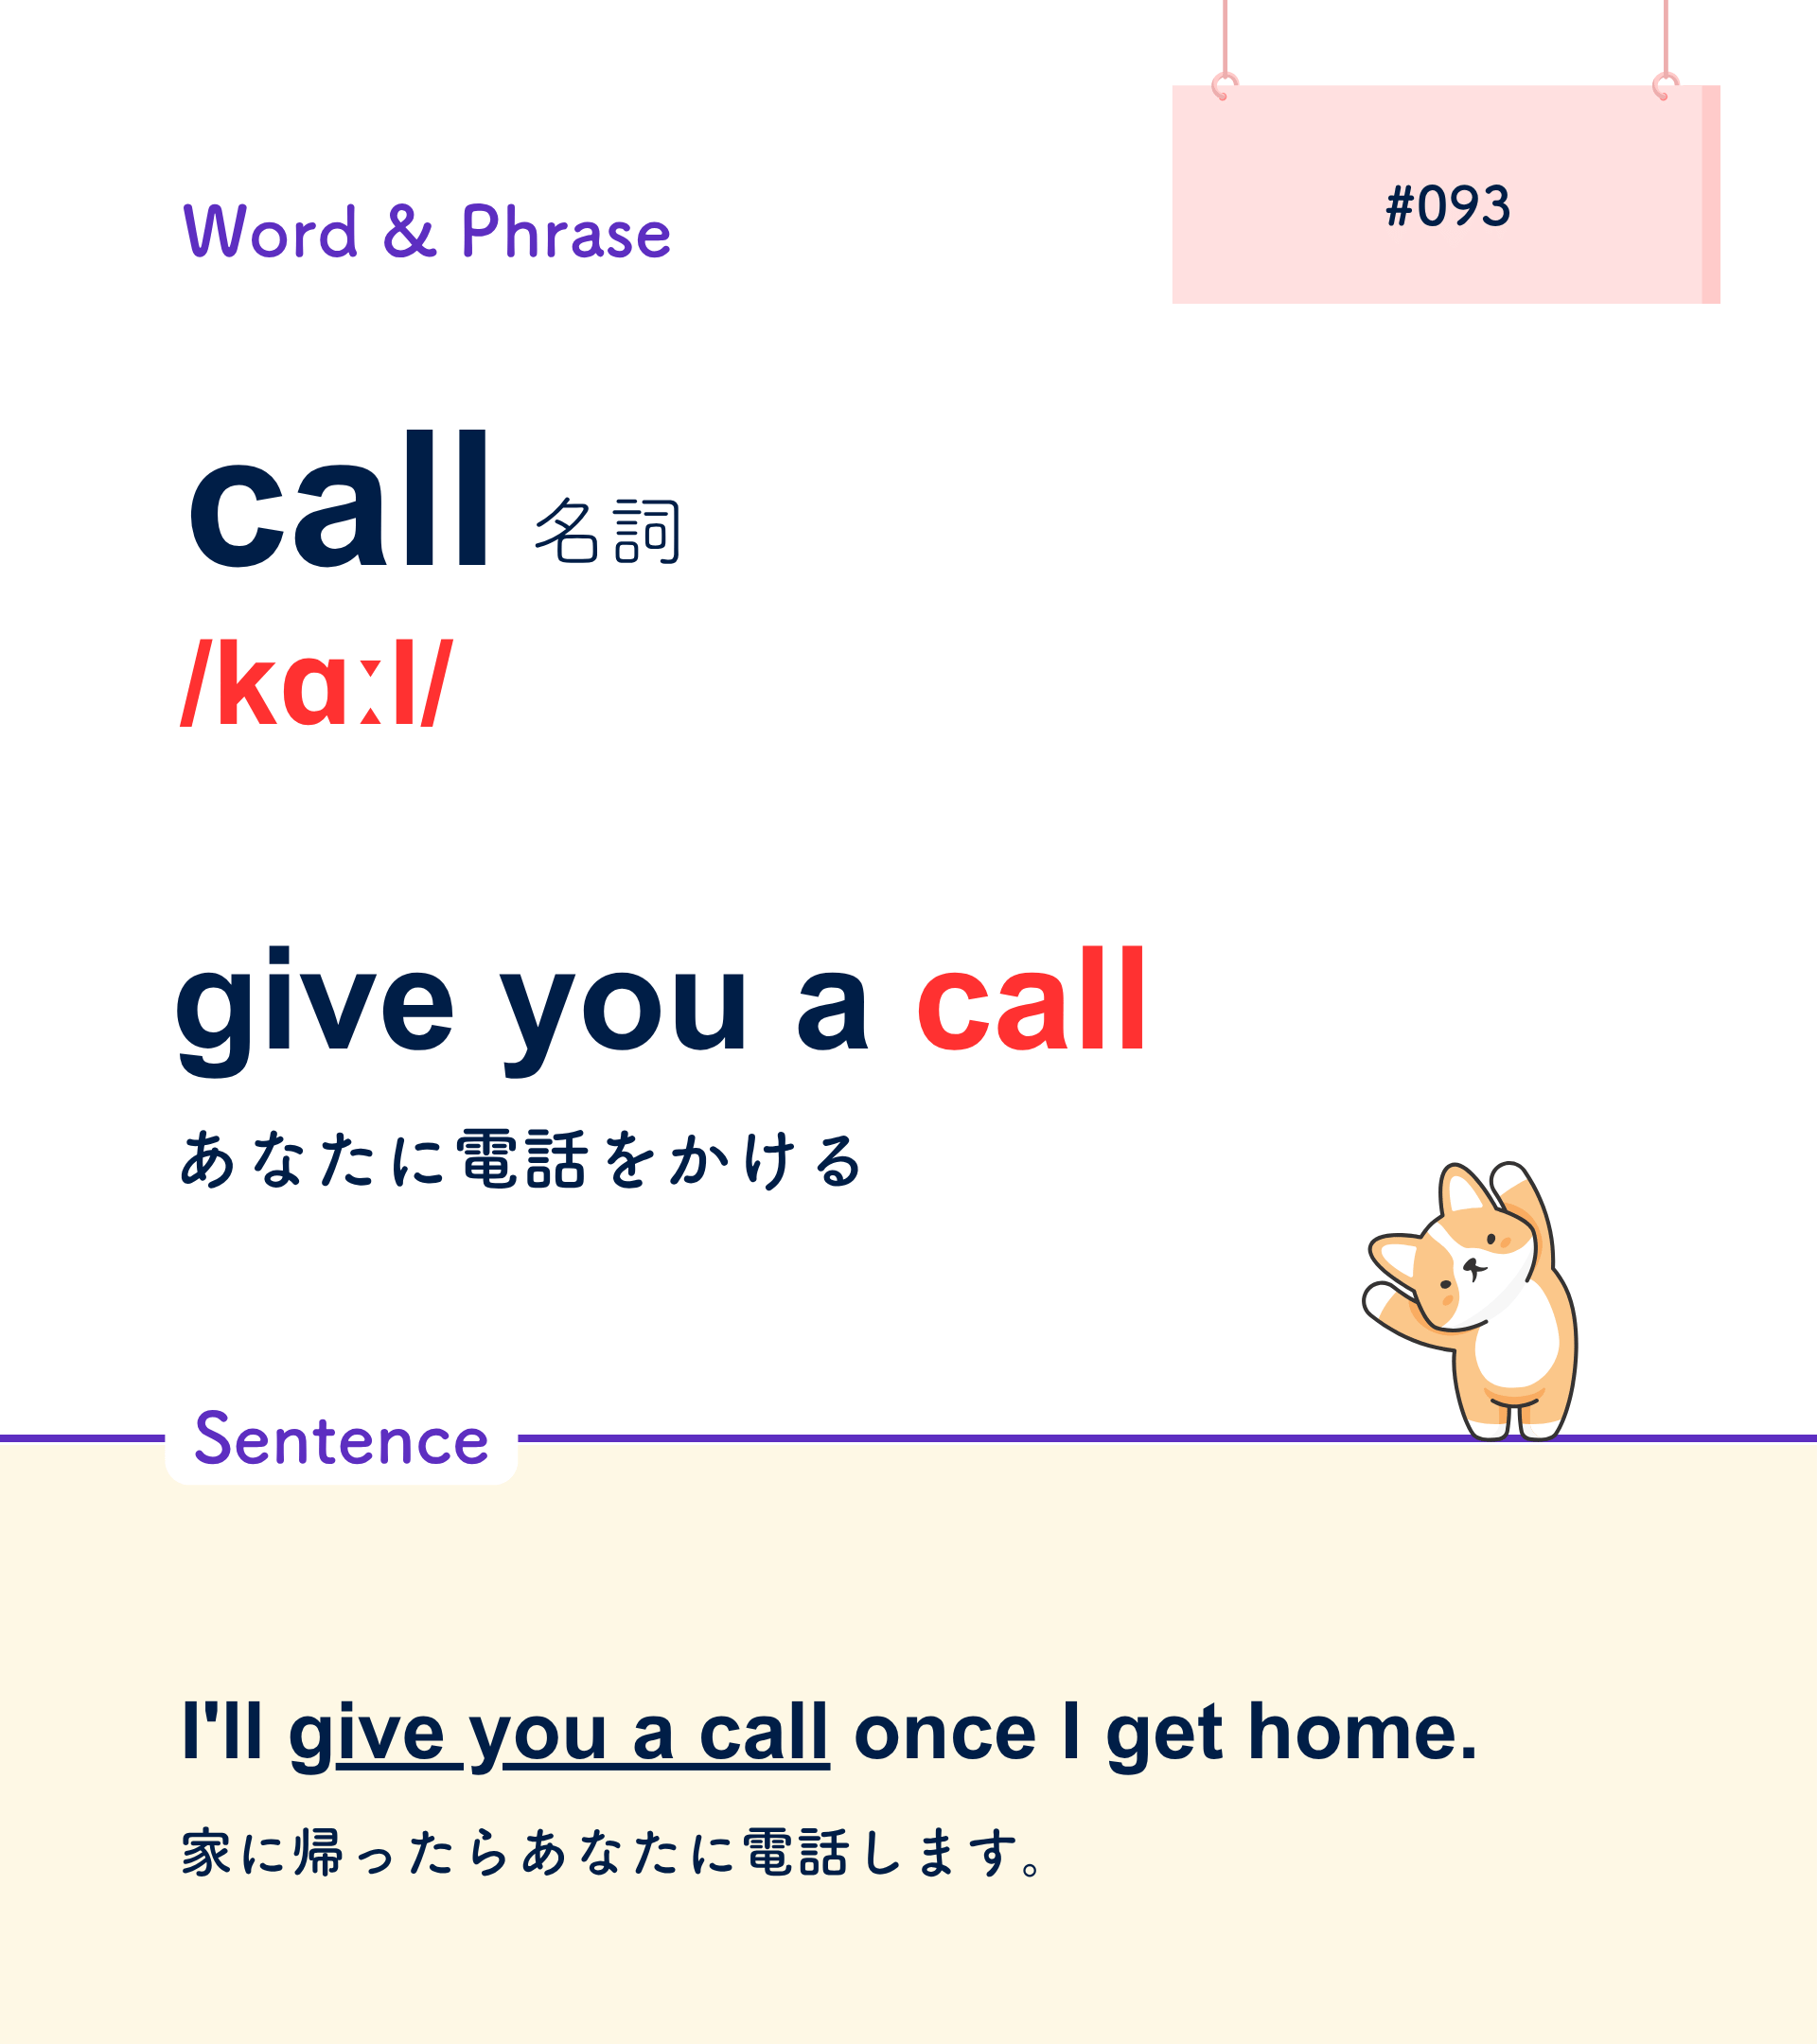 #093
Word & Phrase
call 名詞
/kɑːl/
give you a call
あなたに電話をかける
Sentence
I'll give you a call once I get home.
家に帰ったらあなたに電話します。